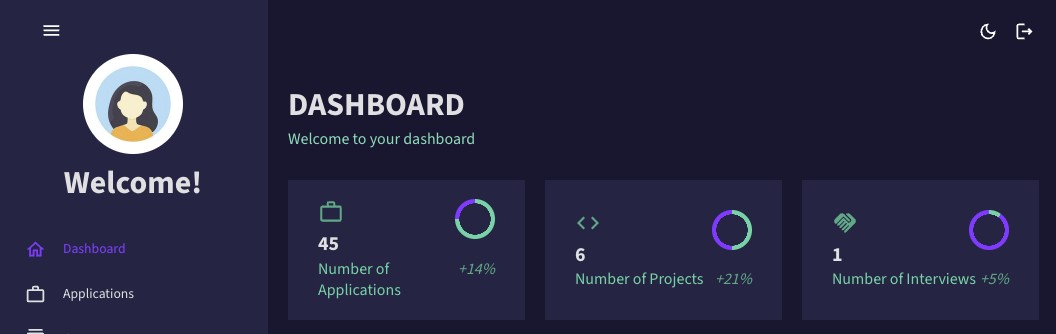 DASHBOARD
Welcome to your dashboard
Welcome!
Dashboard
Applications
45
Number of
Applications
+14%
6
Number of Projects
+21%
1
Number of Interviews
+5%